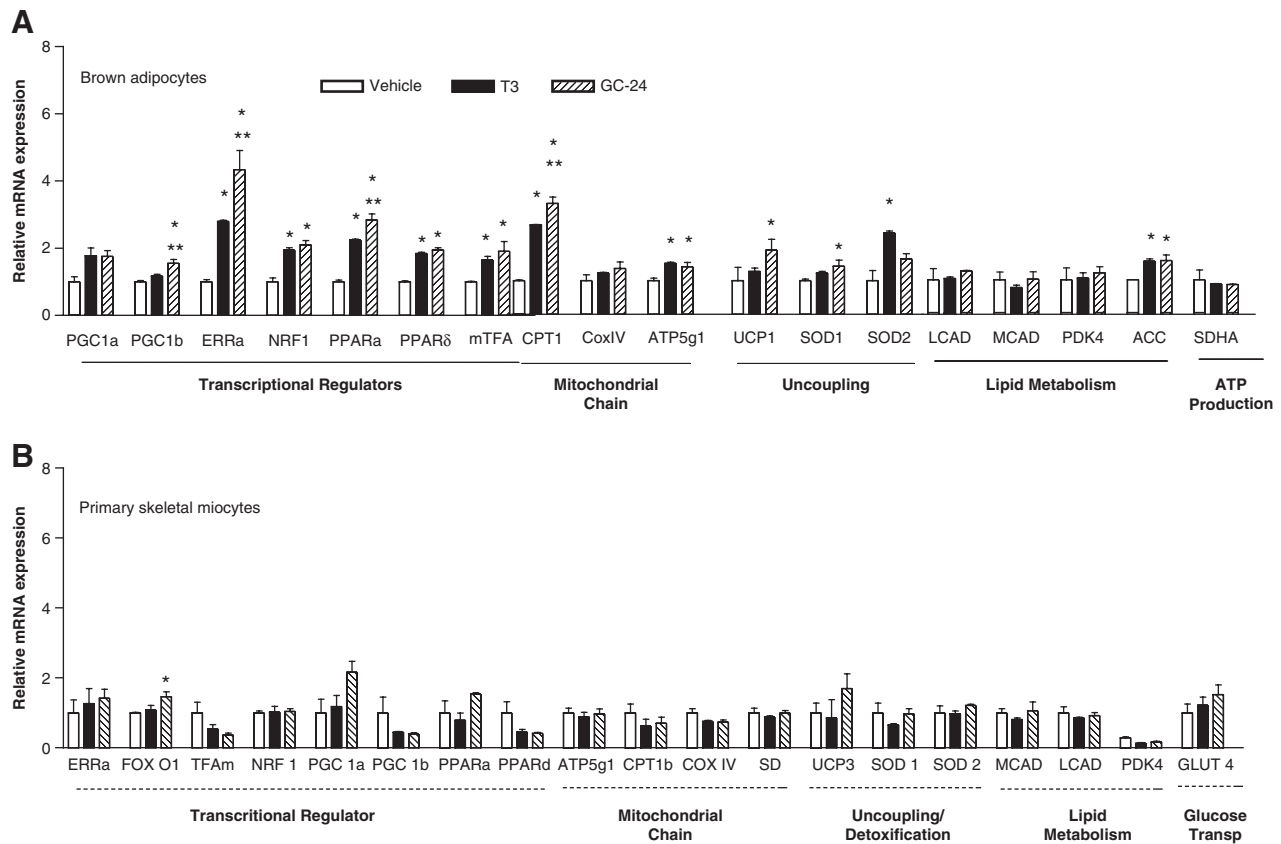 A
8
6
4
2
0
Relative mRNA expression
Brown adipocytes
Vehicle T3 GC-24
* ** * * ** * * * * ** * * * * * * ** * * * * * * *
PGC1a PGC1b ERRa NRF1 PPARa PPARδ mTFA CPT1 CoxIV ATP5g1 UCP1 SOD1 SOD2 LCAD MCAD PDK4 ACC SDHA
Transcriptional Regulators Mitochondrial Uncoupling Lipid Metabolism ATP
Chain Production
B
8
6
4
2
0
Relative mRNA expression
Primary skeletal miocytes
*
ERRa FOX O1 TFAm NRF 1 PGC 1a PGC 1b PPARa PPARd ATP5g1 CPT1b COX IV SD UCP3 SOD 1 SOD 2 MCAD LCAD PDK4 GLUT 4
Trancritional Regulator Mitochondrial Uncoupling/ Lipid Glucose
Chain Detoxification Metabolism Transp